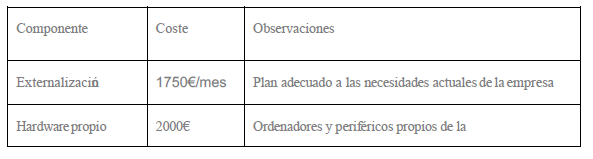 Componente Coste Observaciones
Externalización 1750€/mes Plan adecuado a las necesidades actuales de la empresa
Hardware propio 2000€ Ordenadores y periféricos propios de la